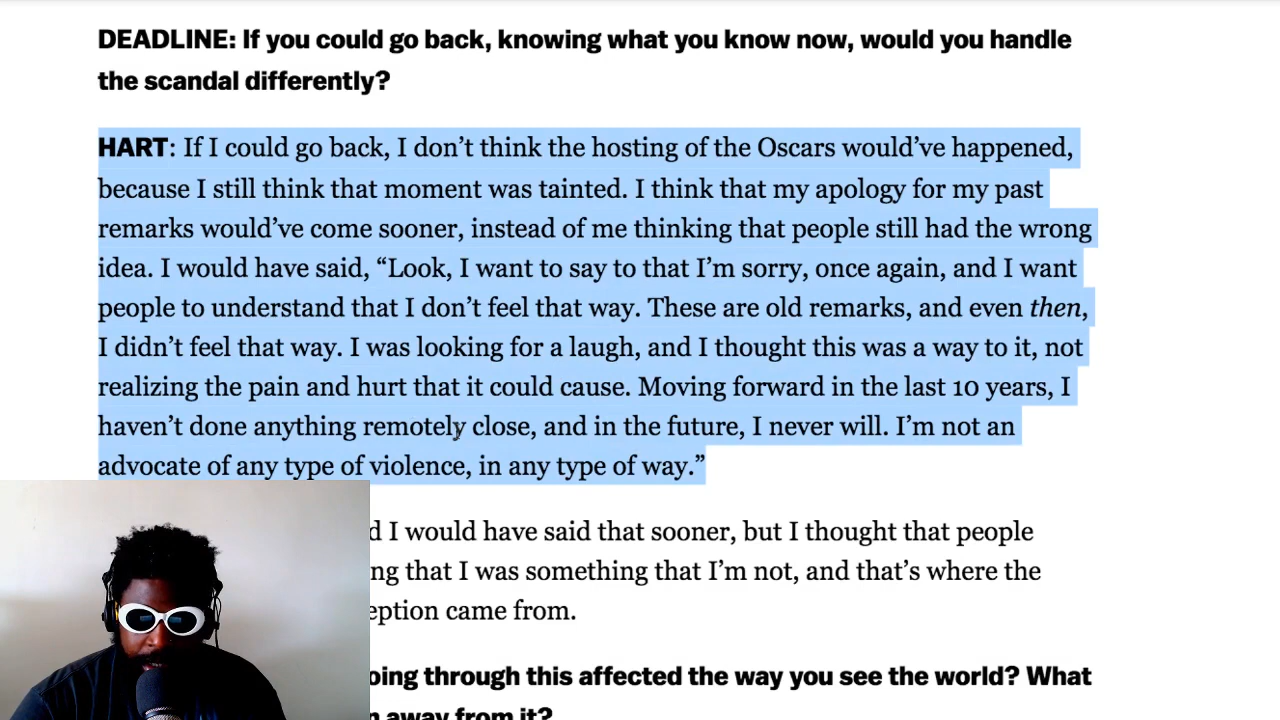 DEADLINE: If you could go back, knowing what you know now, would you handle
the scandal differently?
HART: If I could go back, I don’t think the hosting of the Oscars would’ve happened,
because I still think that moment was tainted. I think that my apology for my past
remarks would’ve come sooner, instead of me thinking that people still had the wrong
idea. I would have said, “Look, I want to say to that I’m sorry, once again, and I want
people to understand that I don’t feel that way. These are old remarks, and even then,
I didn’t feel that way. I was looking for a laugh, and I thought this was a way to it, not
realizing the pain and hurt that it could cause. Moving forward in the last 10 years, I
haven’t done anything remotely close, and in the future, I never will. I’m not an
advocate of any type of violence, in any type of way.”
I would have said that sooner, but I thought that people
that I was something that I’m not, and that’s where the
came from.
through this affected the way you see the world? What
away from it?